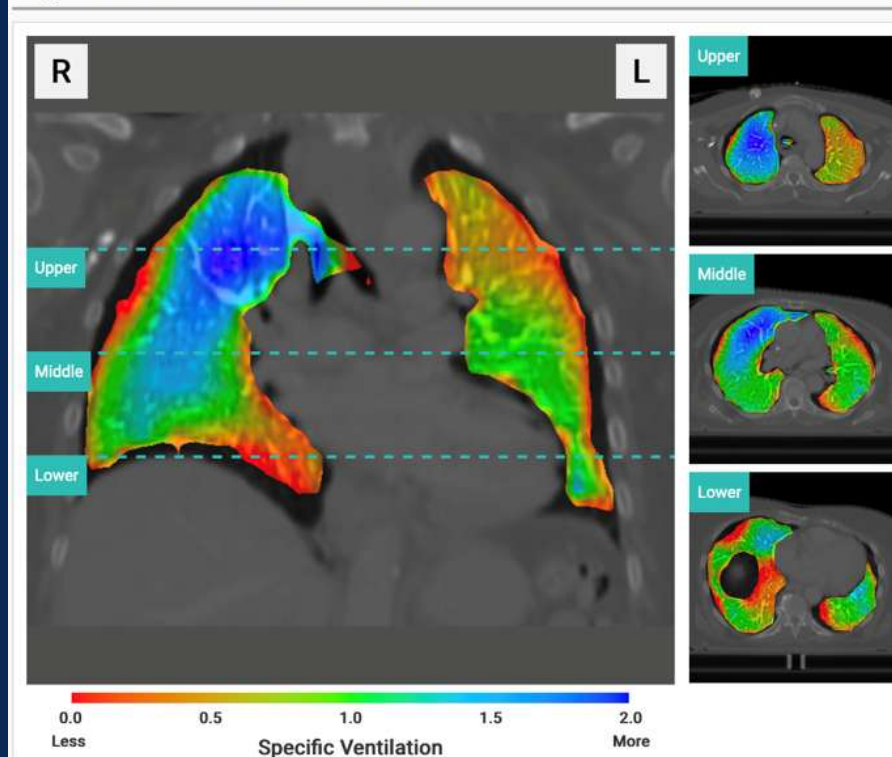 R
L
Upper
Middle
Lower
Upper
Middle
Lower
0.0 0.5 1.0 1.5 2.0
Less More
Specific Ventilation